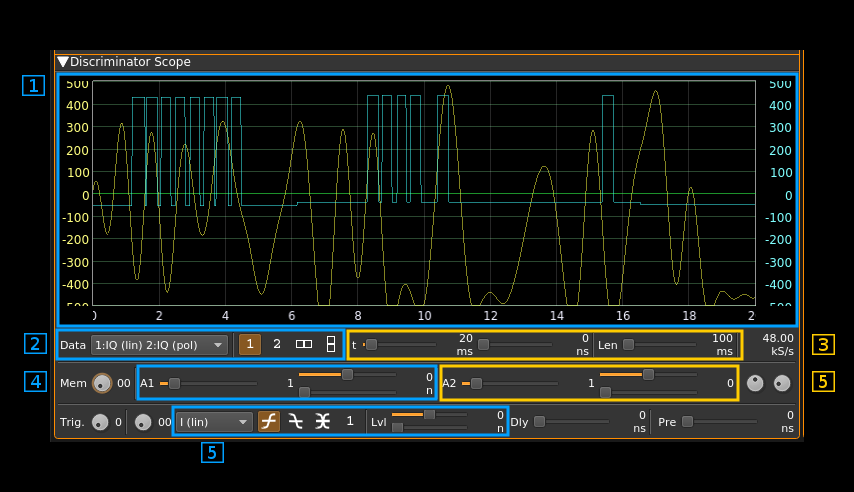 ▼Discriminator Scope
1
500 500
400 400
300 300
200 200
100 100
0 0
-100 -100
-200 -200
-300 -300
-400 -400
0 2 4 6 8 10 12 14 16 18 2
2 Data 1:IQ (lin) 2:IQ (pol) 1 2 t 20 ms 0 ns Len 100 ms 48.00 kS/s 3
4 Mem 00 A1 1 0 n A2 1 0 5
Trig. 0 00 I (lin) 1 Lvl 0 n Dly 0 ns Pre 0 ns
5